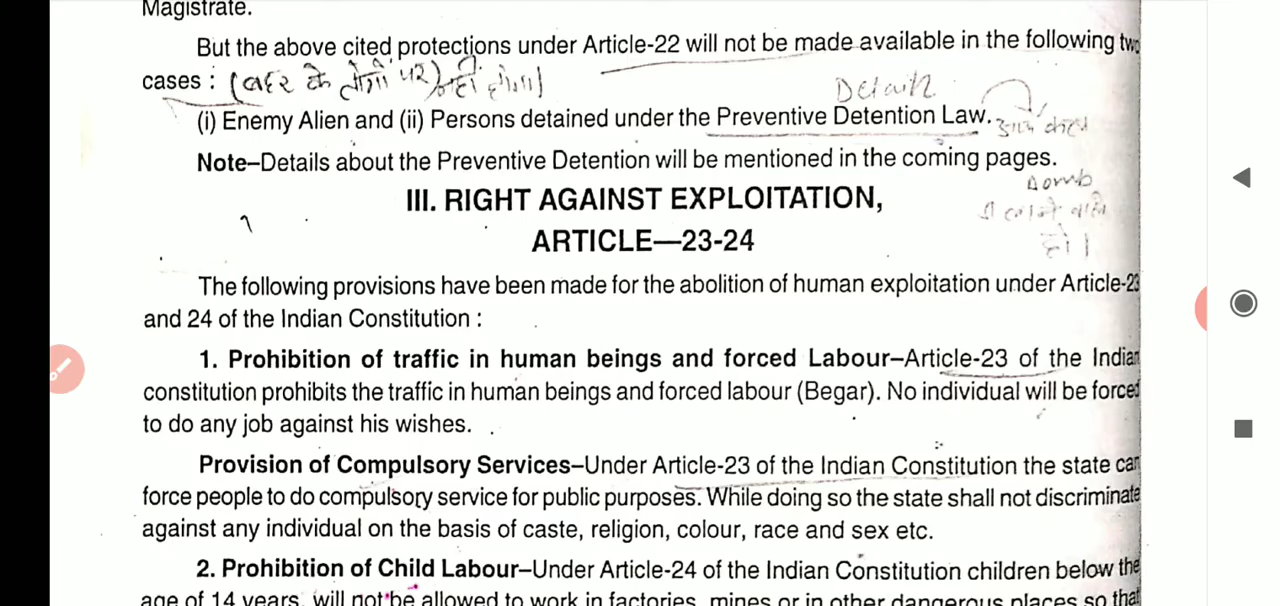 Magistrate.
But the above cited protections under Article-22 will not be made available in the following two
cases : (बाहर के लोगों पर) नहीं होगा।
Detail
(i) Enemy Alien and (ii) Persons detained under the Preventive Detention Law.
Note–Details about the Preventive Detention will be mentioned in the coming pages.
Bomb
III. RIGHT AGAINST EXPLOITATION,
ARTICLE—23-24
The following provisions have been made for the abolition of human exploitation under Article-23
and 24 of the Indian Constitution :
1. Prohibition of traffic in human beings and forced Labour–Article-23 of the Indian
constitution prohibits the traffic in human beings and forced labour (Begar). No individual will be forced
to do any job against his wishes.
Provision of Compulsory Services–Under Article-23 of the Indian Constitution the state can
force people to do compulsory service for public purposes. While doing so the state shall not discriminate
against any individual on the basis of caste, religion, colour, race and sex etc.
2. Prohibition of Child Labour–Under Article-24 of the Indian Constitution children below the
age of 14 years, will not be allowed to work in factories, mines or in other dangerous places so that